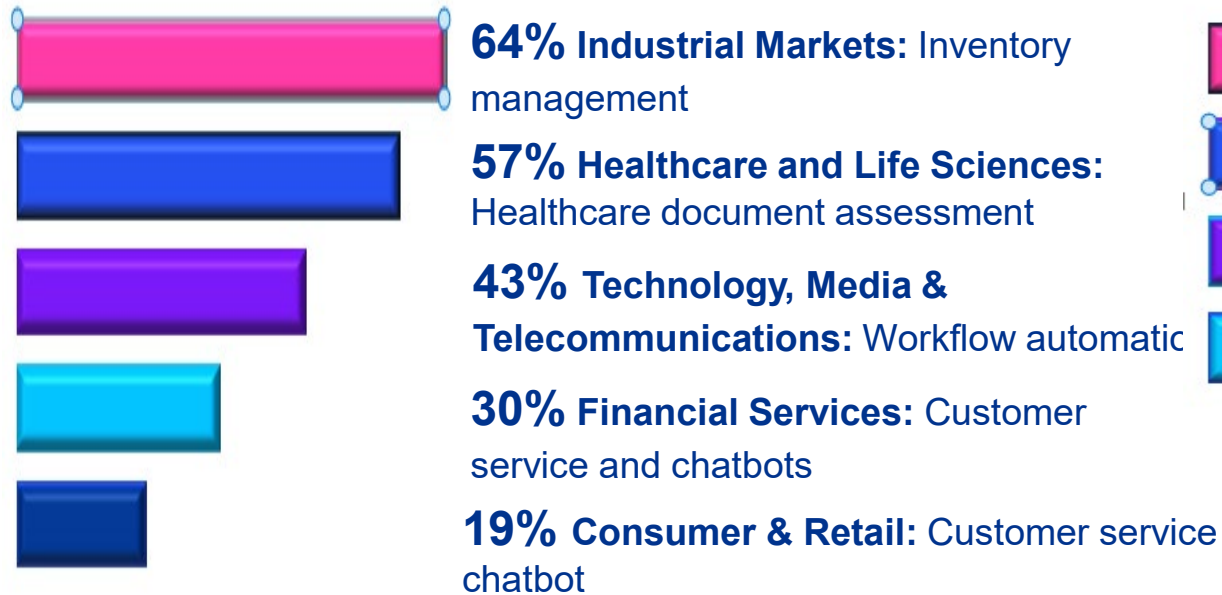 64% Industrial Markets: Inventory
management
57% Healthcare and Life Sciences:
Healthcare document assessment
43% Technology, Media &
Telecommunications: Workflow automatic
30% Financial Services: Customer
service and chatbots
19% Consumer & Retail: Customer service
chatbot